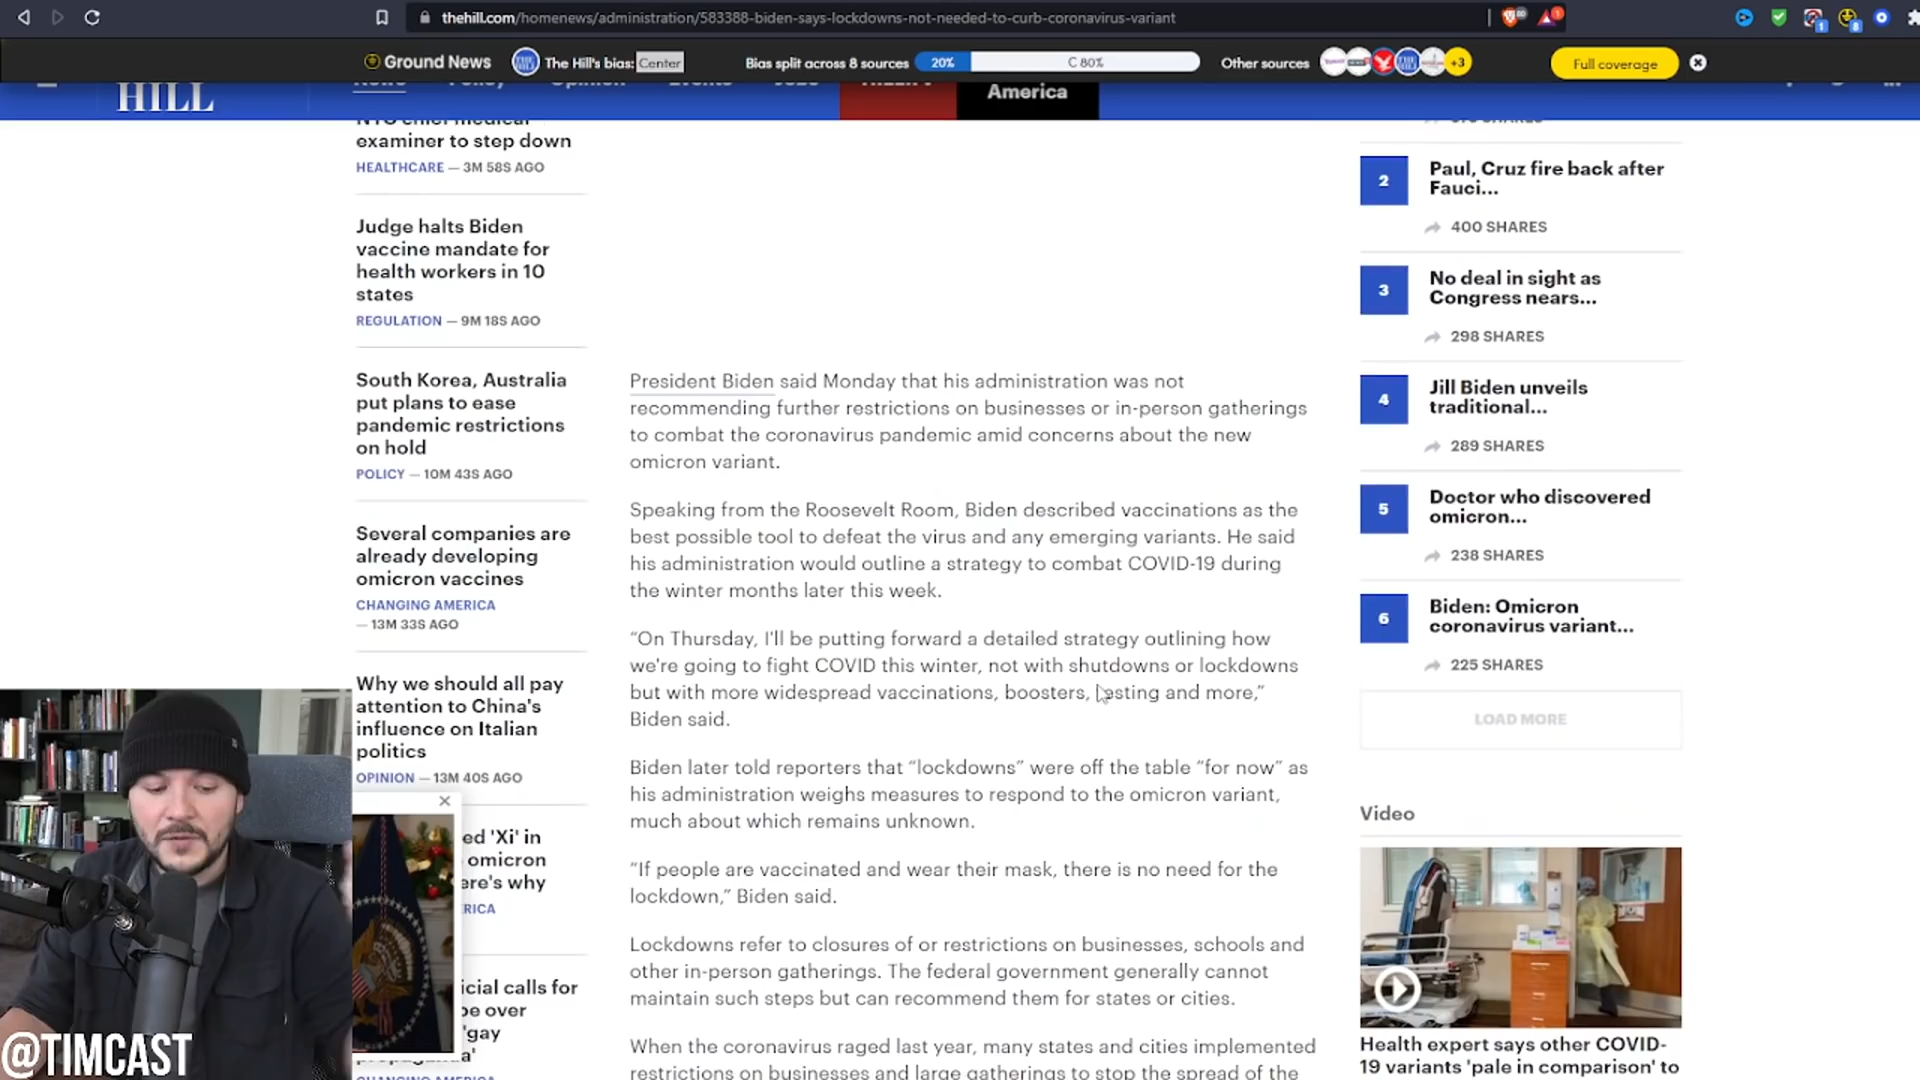 thehill.com/homenews/administration/583388-biden-says-lockdowns-not-needed-to-curb-coronavirus-variant
Ground News
The Hill's bias: Center
Bias split across 8 sources
20%
C 80%
Other sources
+3
Full coverage
HILL
News
Policy
Opinion
Events
Jobs
America
examiner to step down
HEALTHCARE — 3M 58S AGO
Judge halts Biden
vaccine mandate for
health workers in 10
states
REGULATION — 9M 18S AGO
South Korea, Australia
put plans to ease
pandemic restrictions
on hold
POLICY — 10M 43S AGO
Several companies are
already developing
omicron vaccines
CHANGING AMERICA
— 13M 33S AGO
Why we should all pay
attention to China's
influence on Italian
politics
OPINION — 13M 40S AGO
ed 'Xi' in
omicron
ere's why
RICA
icial calls for
be over
'gay
CHANGING AMERICA
President Biden said Monday that his administration was not
recommending further restrictions on businesses or in-person gatherings
to combat the coronavirus pandemic amid concerns about the new
omicron variant.
Speaking from the Roosevelt Room, Biden described vaccinations as the
best possible tool to defeat the virus and any emerging variants. He said
his administration would outline a strategy to combat COVID-19 during
the winter months later this week.
“On Thursday, I'll be putting forward a detailed strategy outlining how
we're going to fight COVID this winter, not with shutdowns or lockdowns
but with more widespread vaccinations, boosters, testing and more,”
Biden said.
Biden later told reporters that “lockdowns” were off the table “for now” as
his administration weighs measures to respond to the omicron variant,
much about which remains unknown.
“If people are vaccinated and wear their mask, there is no need for the
lockdown,” Biden said.
Lockdowns refer to closures of or restrictions on businesses, schools and
other in-person gatherings. The federal government generally cannot
maintain such steps but can recommend them for states or cities.
When the coronavirus raged last year, many states and cities implemented
restrictions on businesses and large gatherings to stop the spread of the
SHARES
2
Paul, Cruz fire back after
Fauci...
400 SHARES
3
No deal in sight as
Congress nears...
298 SHARES
4
Jill Biden unveils
traditional...
289 SHARES
5
Doctor who discovered
omicron...
238 SHARES
6
Biden: Omicron
coronavirus variant...
225 SHARES
LOAD MORE
Video
Health expert says other COVID-
19 variants 'pale in comparison' to
@TIMCAST